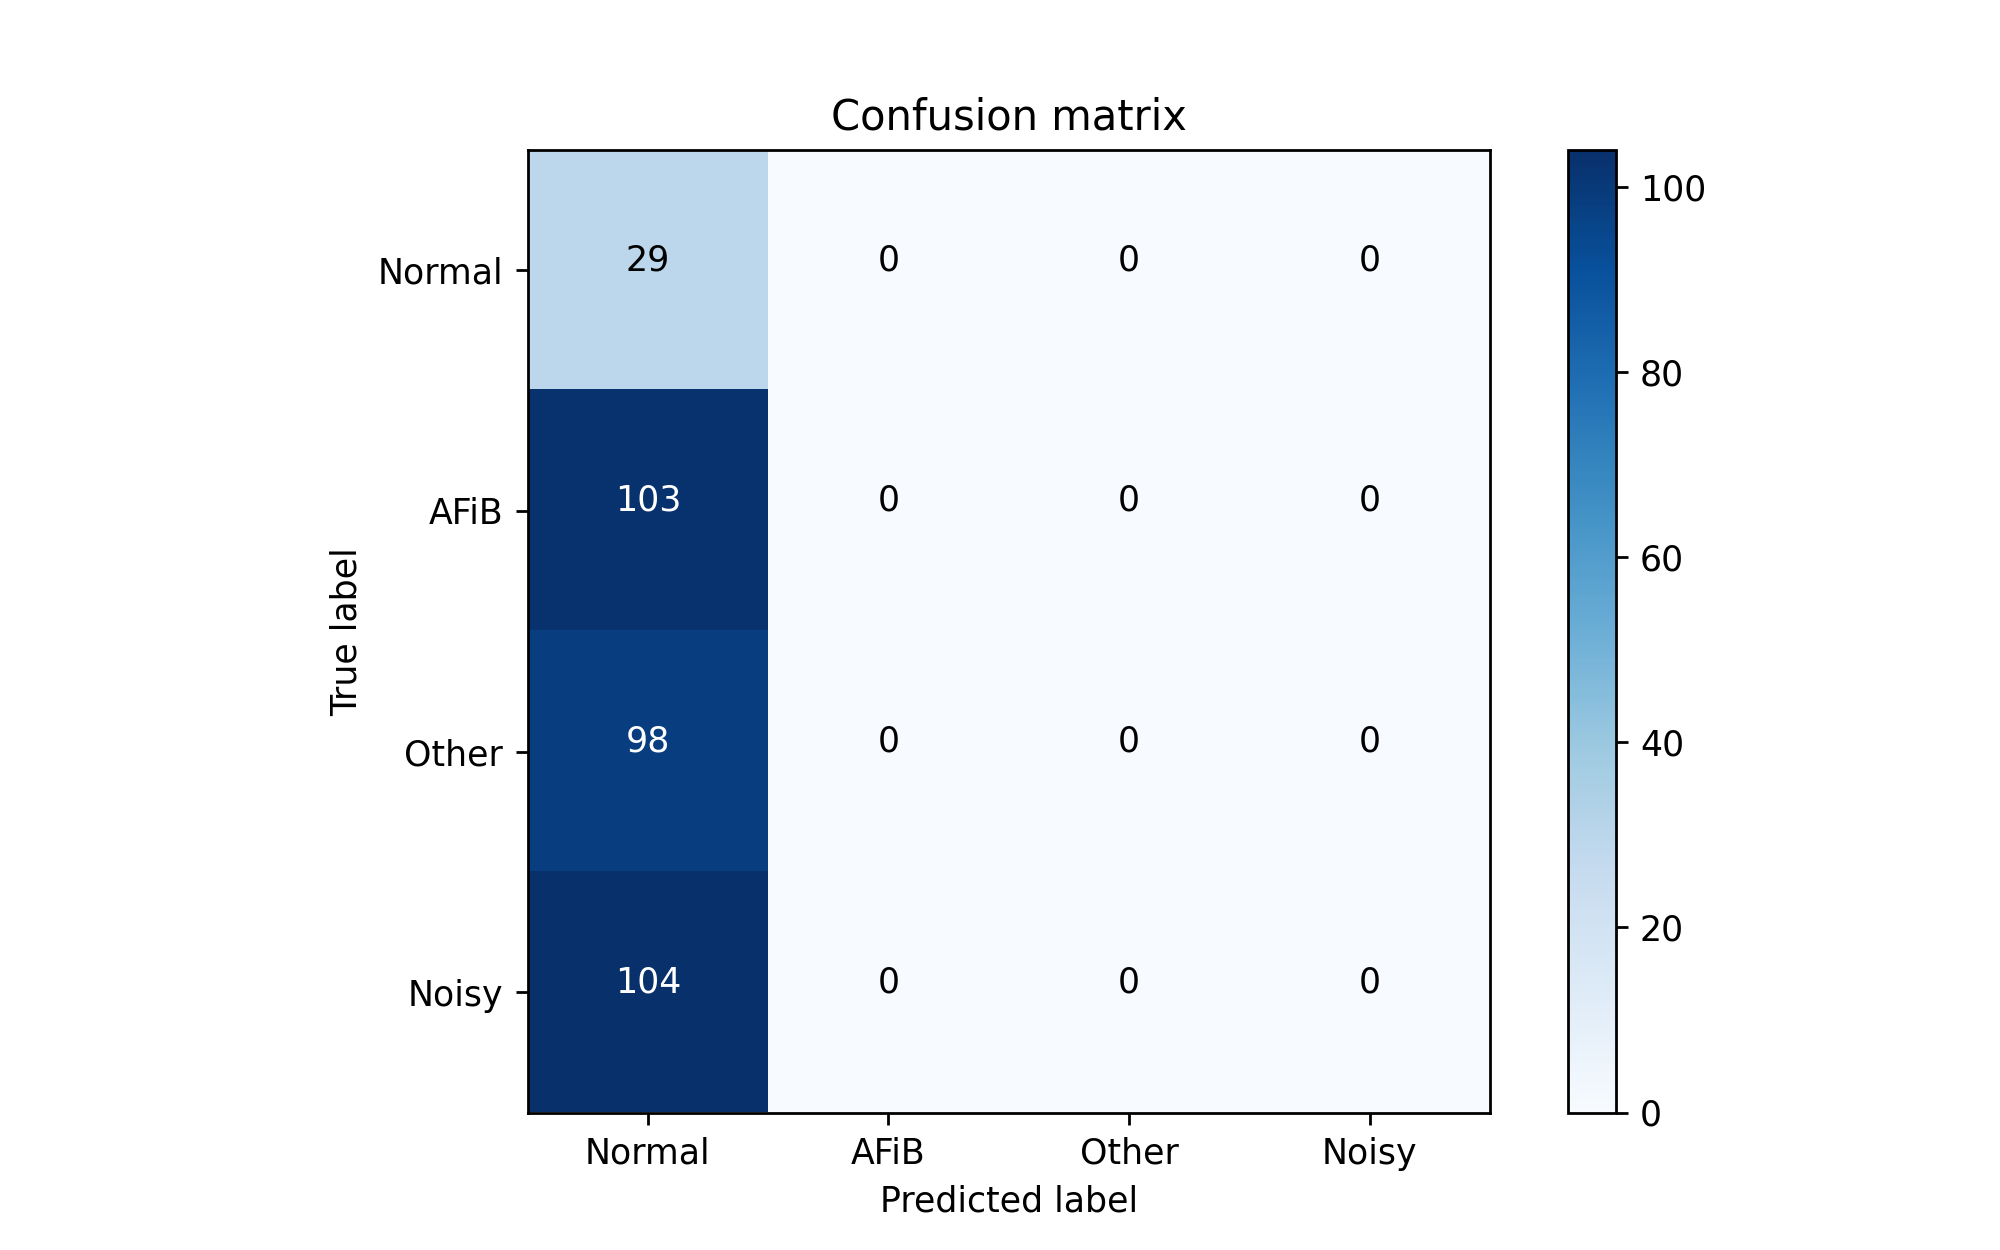 Confusion matrix
Normal 29 0 0 0
AFiB 103 0 0 0
Other 98 0 0 0
Noisy 104 0 0 0
Normal AFiB Other Noisy
Predicted label
True label
100
80
60
40
20
0